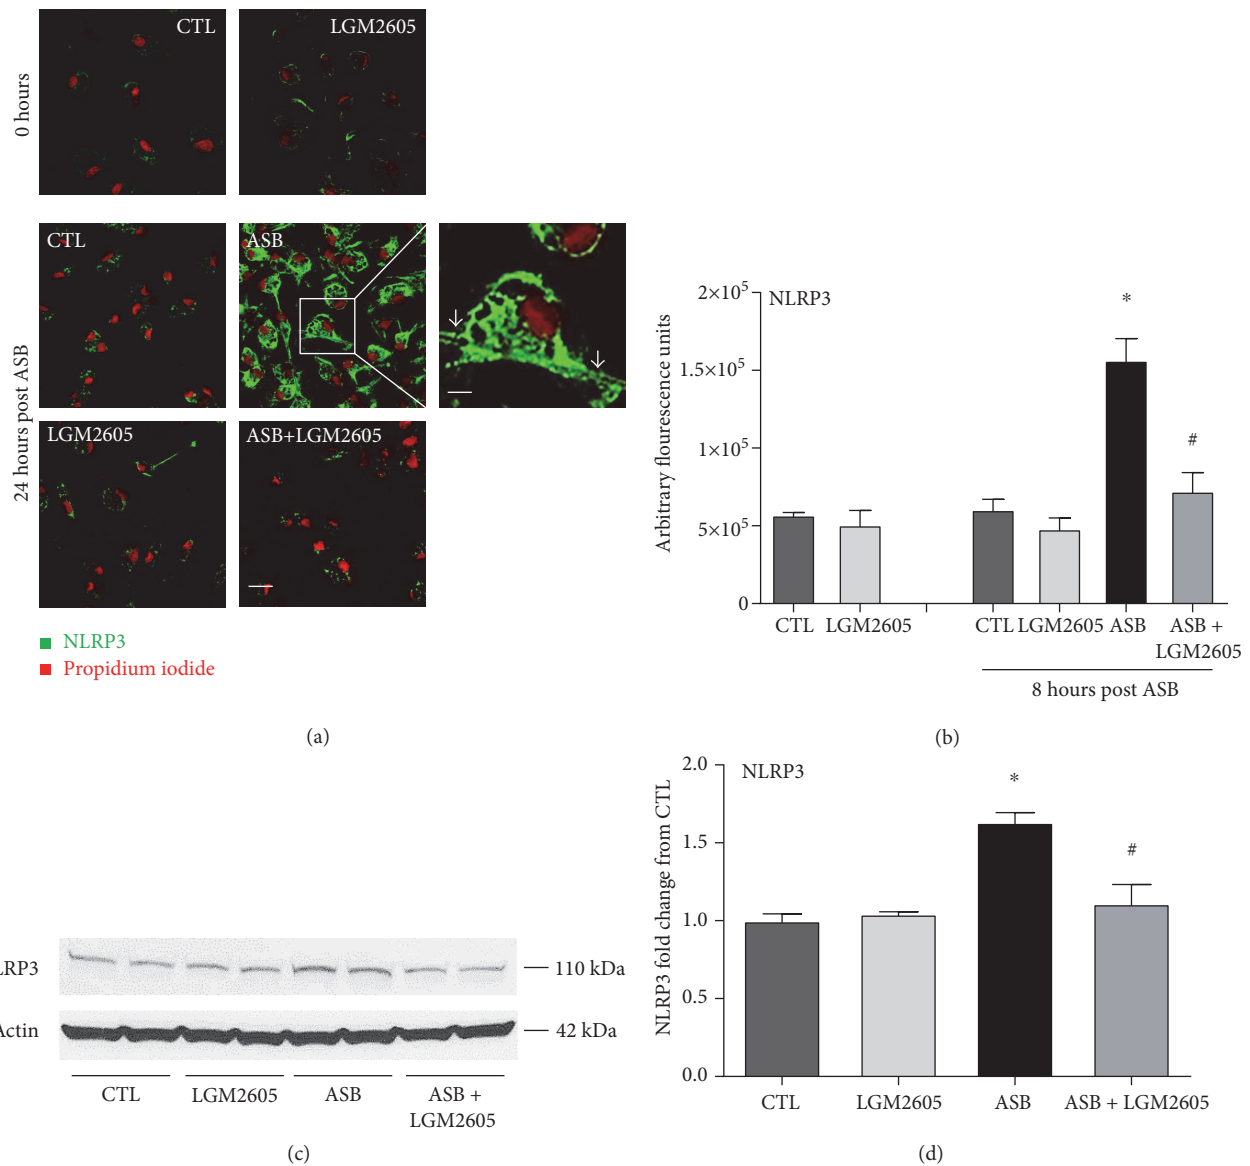 CTL
LGM2605
0 hours
CTL
ASB
LGM2605
ASB+LGM2605
24 hours post ASB
NLRP3
Propidium iodide
(a)
NLRP3
Arbitrary flourescence units
2×10⁵
1.5×10⁵
1×10⁵
5×10⁵
0
*
#
CTL LGM2605 CTL LGM2605 ASB ASB +
LGM2605
8 hours post ASB
(b)
LRP3
110 kDa
Actin
42 kDa
CTL LGM2605 ASB ASB +
LGM2605
(c)
NLRP3
NLRP3 fold change from CTL
2.0
1.5
1.0
0.5
0.0
*
#
CTL LGM2605 ASB ASB + LGM2605
(d)